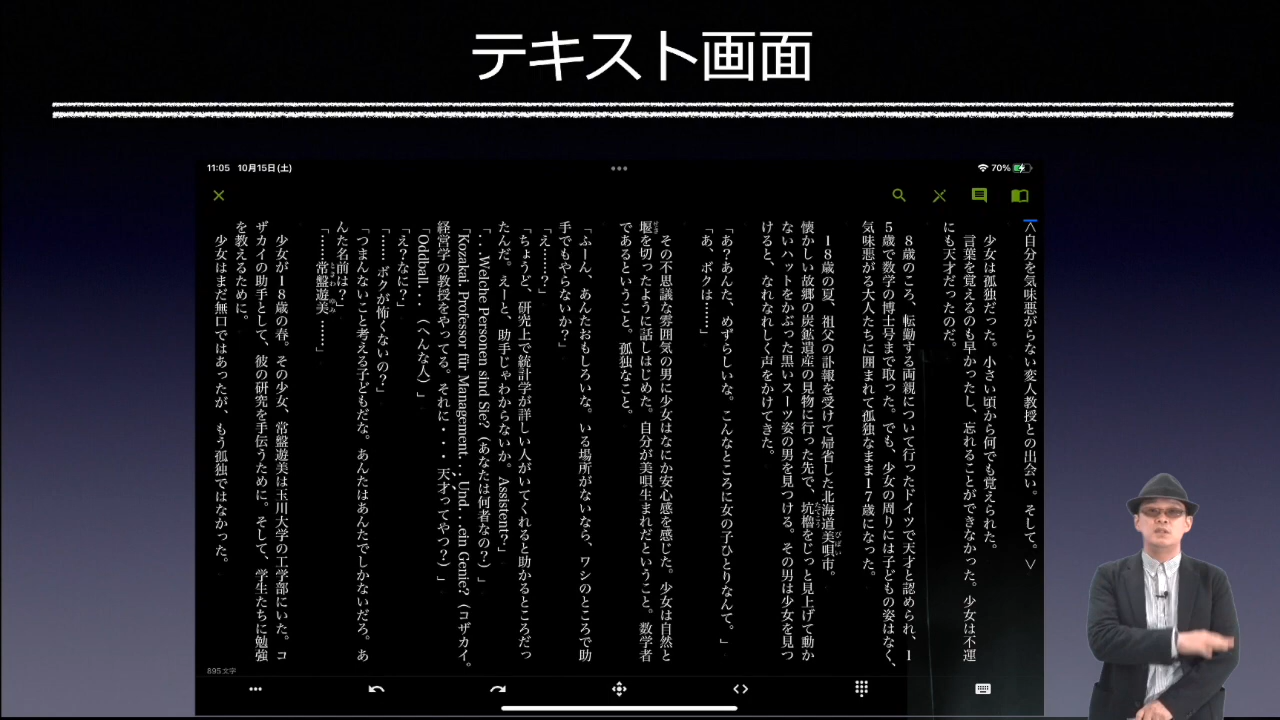 テキスト画面
11:05 10月15日(土)
70%
＜自分を気味悪がらない変人教授との出会い。そして。＞
少女は孤独だった。小さい頃から何でも覚えられた。
言葉を覚えるのも早かったし、忘れることができなかった。少女は不運
にも天才だったのだ。
８歳のころ、転勤する両親について行ったドイツで天才と認められ、１
５歳で数学の博士号まで取った。でも、少女の周りには子どもの姿はなく、
気味悪がる大人たちに囲まれて孤独なまま１７歳になった。
１８歳の夏、祖父の訃報を受けて帰省した北海道美唄市。
びばい
懐かしい故郷の炭鉱遺産の見物に行った先で、坑櫓をじっと見上げて動か
たてこう
ないハットをかぶった黒いスーツ姿の男を見つける。その男は少女を見つ
けると、なれなれしく声をかけてきた。
「あ？あんた、めずらしいな。こんなところに女の子ひとりなんて。」
「あ、ボクは……」
その不思議な雰囲気の男に少女はなにか安心感を感じた。少女は自然と
堰を切ったように話しはじめた。自分が美唄生まれだということ。数学者
せき
であるということ。孤独なこと。
「ふーん、あんたおもしろいな。いる場所がないなら、ワシのところで助
手でもやらないか？」
「え……？」
「ちょうど、研究上で統計学が詳しい人がいてくれると助かるところだっ
たんだ。えーと、助手じゃわからないか。Assistent？」
「...Welche Personen sind Sie?（あなたは何者なの？）」
「Kozakai. Professor für Management. ...Und...ein Genie?（コザカイ。
経営学の教授をやってる。それに・・・天才ってやつ？）」
「Oddball...（へんな人）」
「え？なに？」
「……ボクが怖くないの？」
「つまんないこと考える子どもだな。あんたはあんたでしかないだろ。あ
んた名前は？」
「……常盤遊美……」
ときわ ゆみ
少女が１８歳の春。その少女、常盤遊美は玉川大学の工学部にいた。コ
ザカイの助手として、彼の研究を手伝うために。そして、学生たちに勉強
を教えるために。
少女はまだ無口ではあったが、もう孤独ではなかった。
895文字